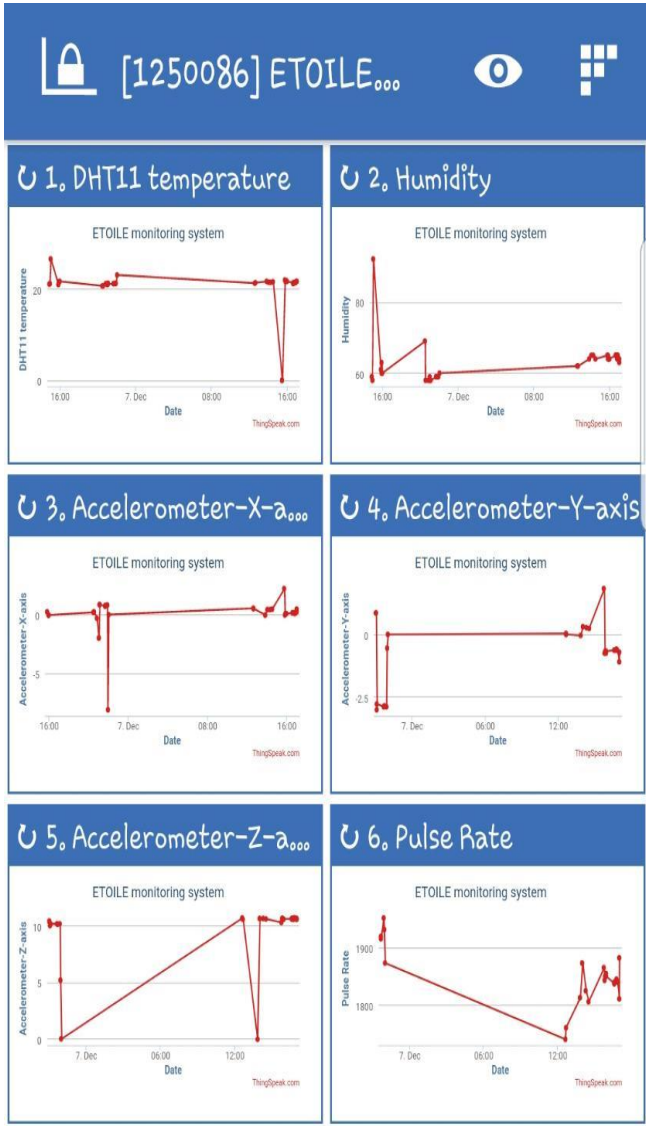 [1250086] ETOILE...
1. DHT11 temperature
ETOILE monitoring system
DHT11 temperature
20
0
16:00
7. Dec
08:00
16:00
Date
ThingSpeak.com
2. Humidity
ETOILE monitoring system
Humidity
80
60
16:00
7. Dec
08:00
16:00
Date
ThingSpeak.com
3. Accelerometer-X-a...
ETOILE monitoring system
Accelerometer-X-axis
0
-5
16:00
7. Dec
08:00
16:00
Date
ThingSpeak.com
4. Accelerometer-Y-axis
ETOILE monitoring system
Accelerometer-Y-axis
0
-2.5
7. Dec
06:00
12:00
Date
ThingSpeak.com
5. Accelerometer-Z-a...
ETOILE monitoring system
Accelerometer-Z-axis
10
5
0
7. Dec
06:00
12:00
Date
ThingSpeak.com
6. Pulse Rate
ETOILE monitoring system
Pulse Rate
1900
1800
7. Dec
06:00
12:00
Date
ThingSpeak.com